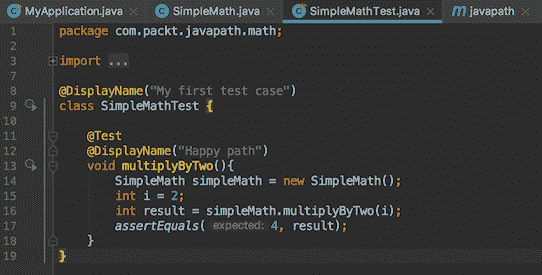 MyApplication.java × SimpleMath.java × SimpleMathTest.java × m javapath ×
1 package com.packt.javapath.math;
2
3 import ...
7
8 @DisplayName("My first test case")
9 class SimpleMathTest {
10
11 @Test
12 @DisplayName("Happy path")
13 void multiplyByTwo(){
14 SimpleMath simpleMath = new SimpleMath();
15 int i = 2;
16 int result = simpleMath.multiplyByTwo(i);
17 assertEquals( expected: 4, result);
18 }
19 }